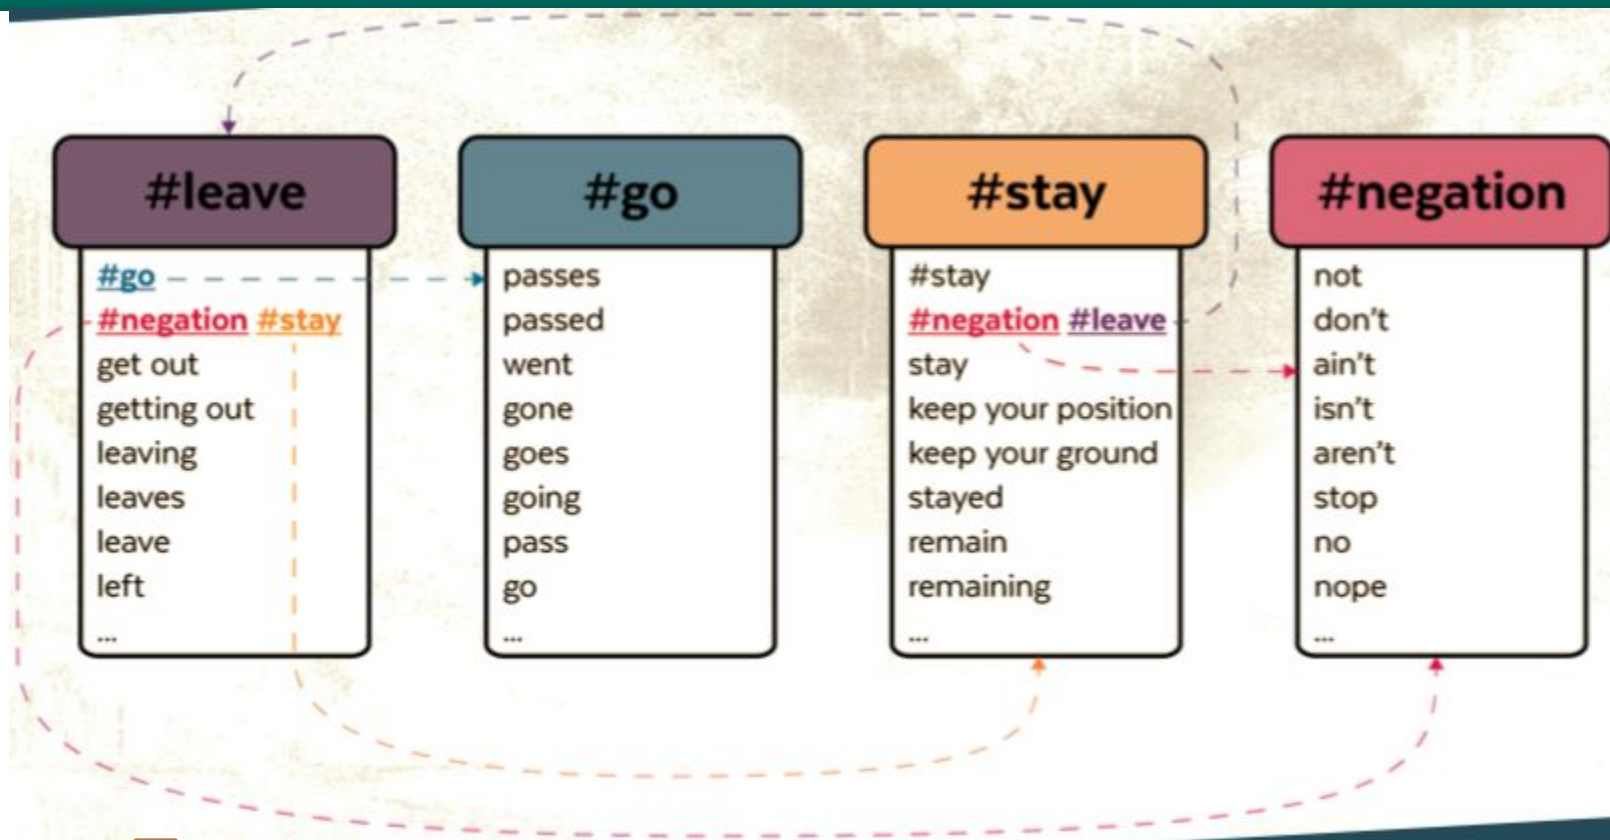 #leave
#go
#negation #stay
get out
getting out
leaving
leaves
leave
left
...
#go
passes
passed
went
gone
goes
going
pass
go
...
#stay
#stay
#negation #leave
stay
keep your position
keep your ground
stayed
remain
remaining
...
#negation
not
don't
ain't
isn't
aren't
stop
no
nope
...